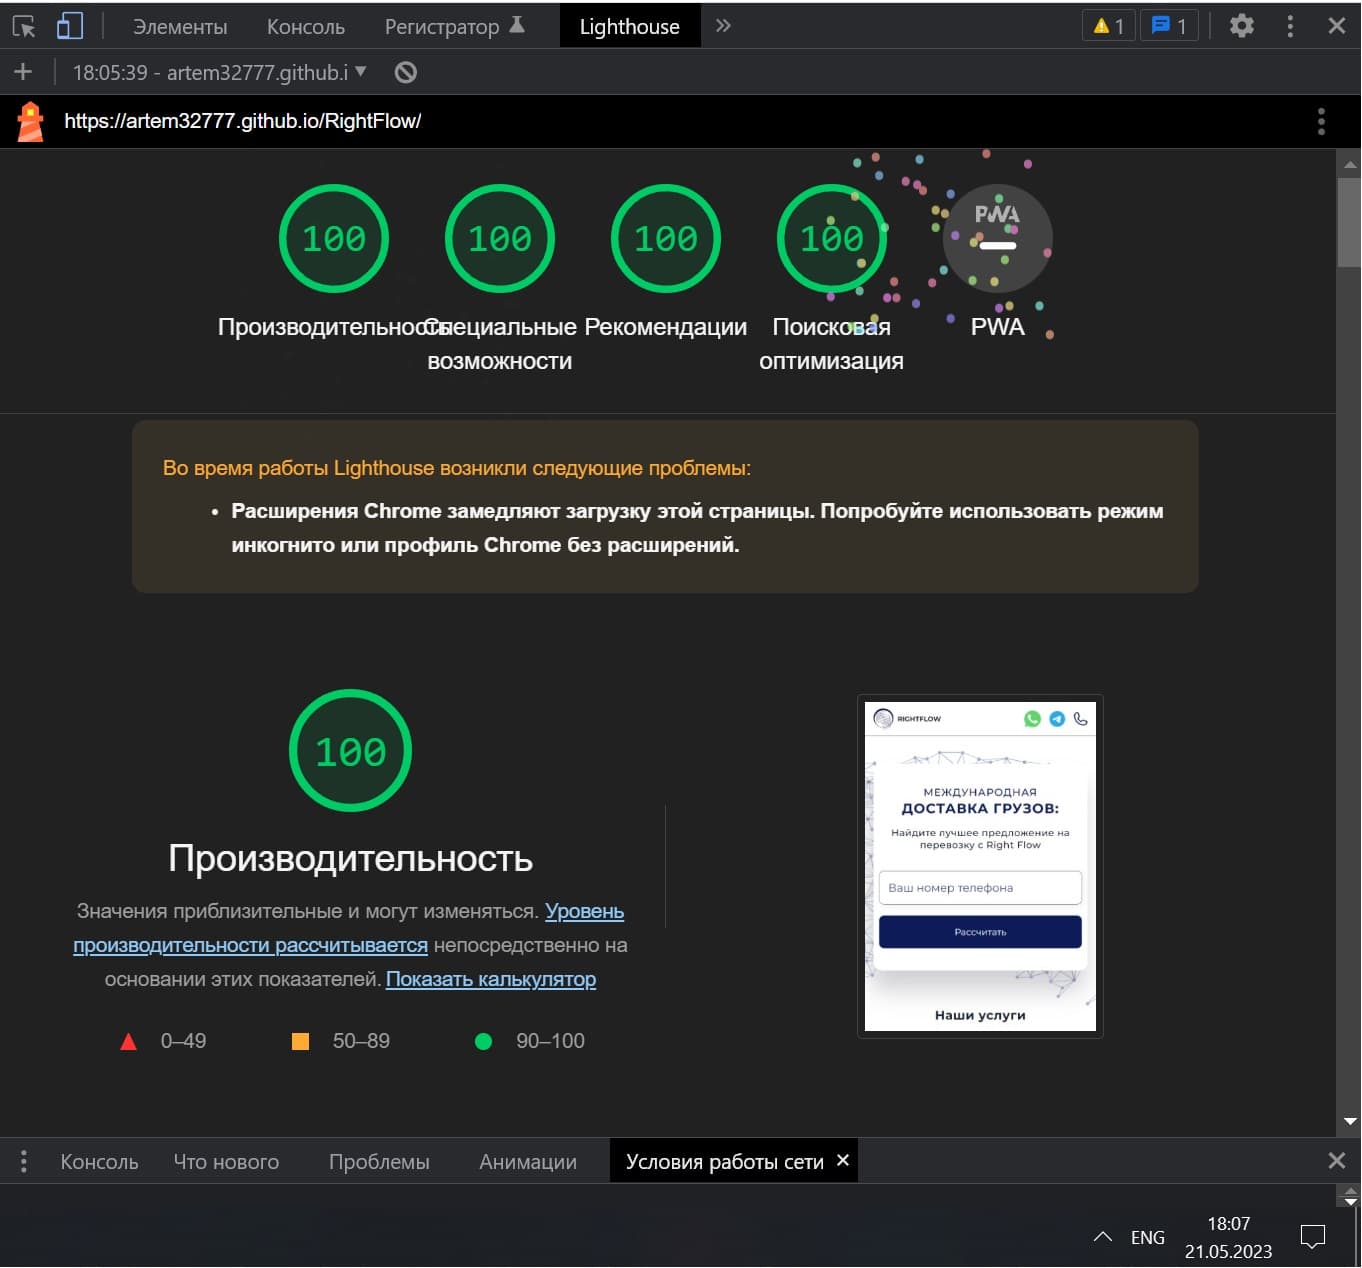 Элементы Консоль Регистратор Lighthouse 1 1
18:05:39 - artem32777.github.i
https://artem32777.github.io/RightFlow/
100 100 100 100 PWA
Производительность Специальные Рекомендации Поисковая PWA
возможности оптимизация
Во время работы Lighthouse возникли следующие проблемы:
• Расширения Chrome замедляют загрузку этой страницы. Попробуйте использовать режим
инкогнито или профиль Chrome без расширений.
100
Производительность
Значения приблизительные и могут изменяться. Уровень
производительности рассчитывается непосредственно на
основании этих показателей. Показать калькулятор
0–49 50–89 90–100
RIGHTFLOW
МЕЖДУНАРОДНАЯ
ДОСТАВКА ГРУЗОВ:
Найдите лучшее предложение на
перевозку с Right Flow
Ваш номер телефона
Рассчитать
Наши услуги
Консоль Что нового Проблемы Анимации Условия работы сети
ENG
18:07
21.05.2023